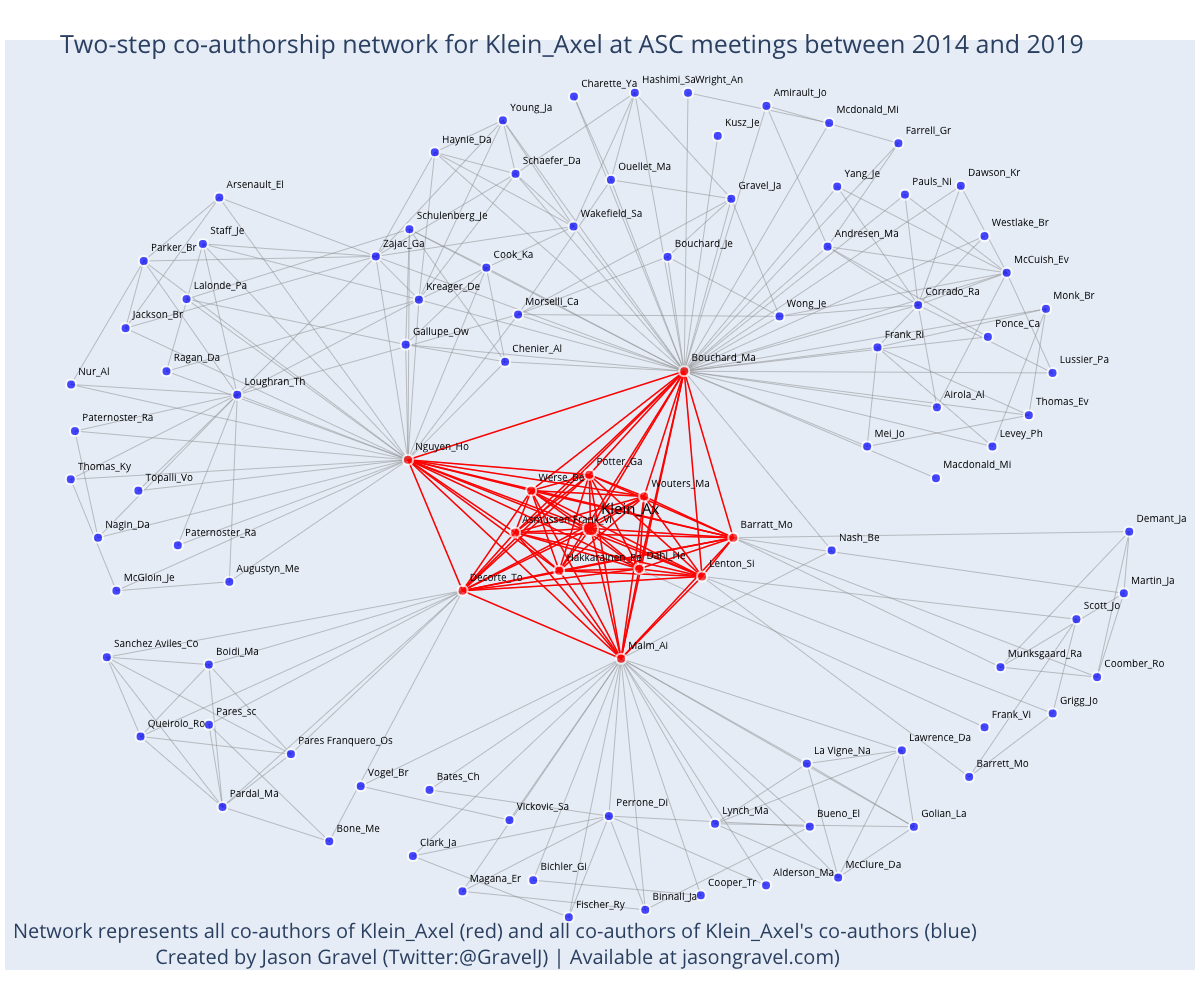 Two-step co-authorship network for Klein_Axel at ASC meetings between 2014 and 2019
Charette_Ya
Hashimi_Sa
Wright_An
Amirault_Jo
Young_Ja
Mcdonald_Mi
Kusz_Je
Farrell_Gr
Haynie_Da
Schaefer_Da
Ouellet_Ma
Yang_Je
Pauls_Ni
Dawson_Kr
Arsenault_El
Gravel_Ja
Schulenberg_Je
Wakefield_Sa
Westlake_Br
Staff_Je
Andresen_Ma
Parker_Br
Zajac_Ga
Cook_Ka
Bouchard_Je
McCuish_Ev
Lalonde_Pa
Kreager_De
Corrado_Ra
Monk_Br
Jackson_Br
Morselli_Ca
Wong_Je
Ponce_Ca
Gallupe_Ow
Frank_Ri
Ragan_Da
Chenier_Al
Bouchard_Ma
Lussier_Pa
Nur_Al
Loughran_Th
Airola_Al
Thomas_Ev
Paternoster_Ra
Mei_Jo
Levey_Ph
Nguyen_Ho
Potter_Ga
Macdonald_Mi
Thomas_Ky
Topalli_Vo
Werse_Be
Wouters_Ma
Klein_Ax
Nagin_Da
Paternoster_Ra
Asmussen Frank_Vi
Barratt_Mo
Demant_Ja
Nash_Be
Hakkarainen_Pe
Dahl_He
Lenton_Si
McGloin_Je
Augustyn_Me
Decorte_To
Martin_Ja
Scott_Jo
Sanchez Aviles_Co
Boidi_Ma
Malm_Ai
Munksgaard_Ra
Coomber_Ro
Queirolo_Ro
Pares_sc
Grigg_Jo
Frank_Vi
Pares Franquero_Os
Lawrence_Da
La Vigne_Na
Barrett_Mo
Vogel_Br
Bates_Ch
Pardal_Ma
Vickovic_Sa
Perrone_Di
Lynch_Ma
Bueno_El
Golian_La
Bone_Me
Clark_Ja
Magana_Er
Bichler_Gi
Cooper_Tr
Alderson_Ma
McClure_Da
Fischer_Ry
Binnall_Ja
Network represents all co-authors of Klein_Axel (red) and all co-authors of Klein_Axel's co-authors (blue)
Created by Jason Gravel (Twitter:@GravelJ) | Available at jasongravel.com)